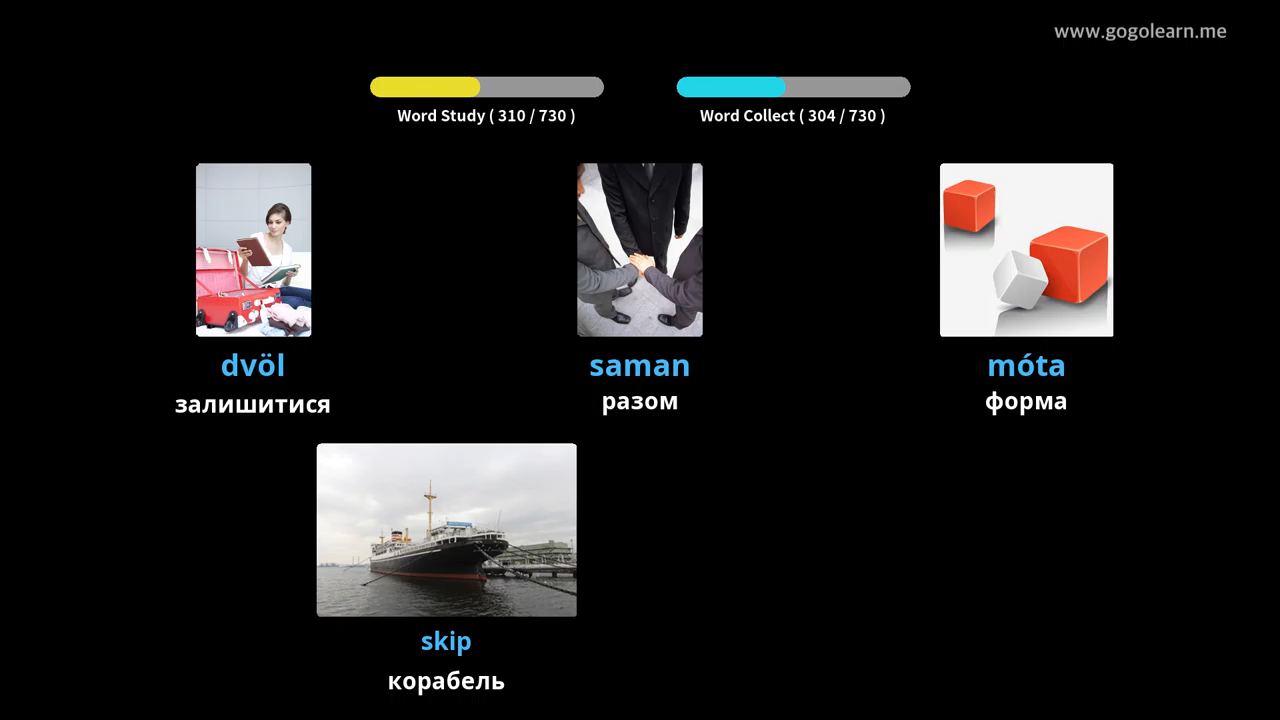 www.gogolearn.me
Word Study ( 310 / 730 )
Word Collect ( 304 / 730 )
dvöl
залишитися
saman
разом
móta
форма
skip
корабель